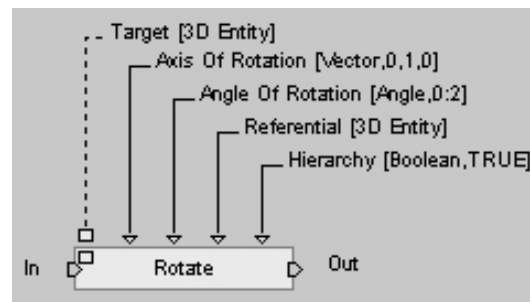 Target [3D Entity]
Axis Of Rotation [Vector,0,1,0]
Angle Of Rotation [Angle,0:2]
Referential [3D Entity]
Hierarchy [Boolean,TRUE]
In Rotate Out